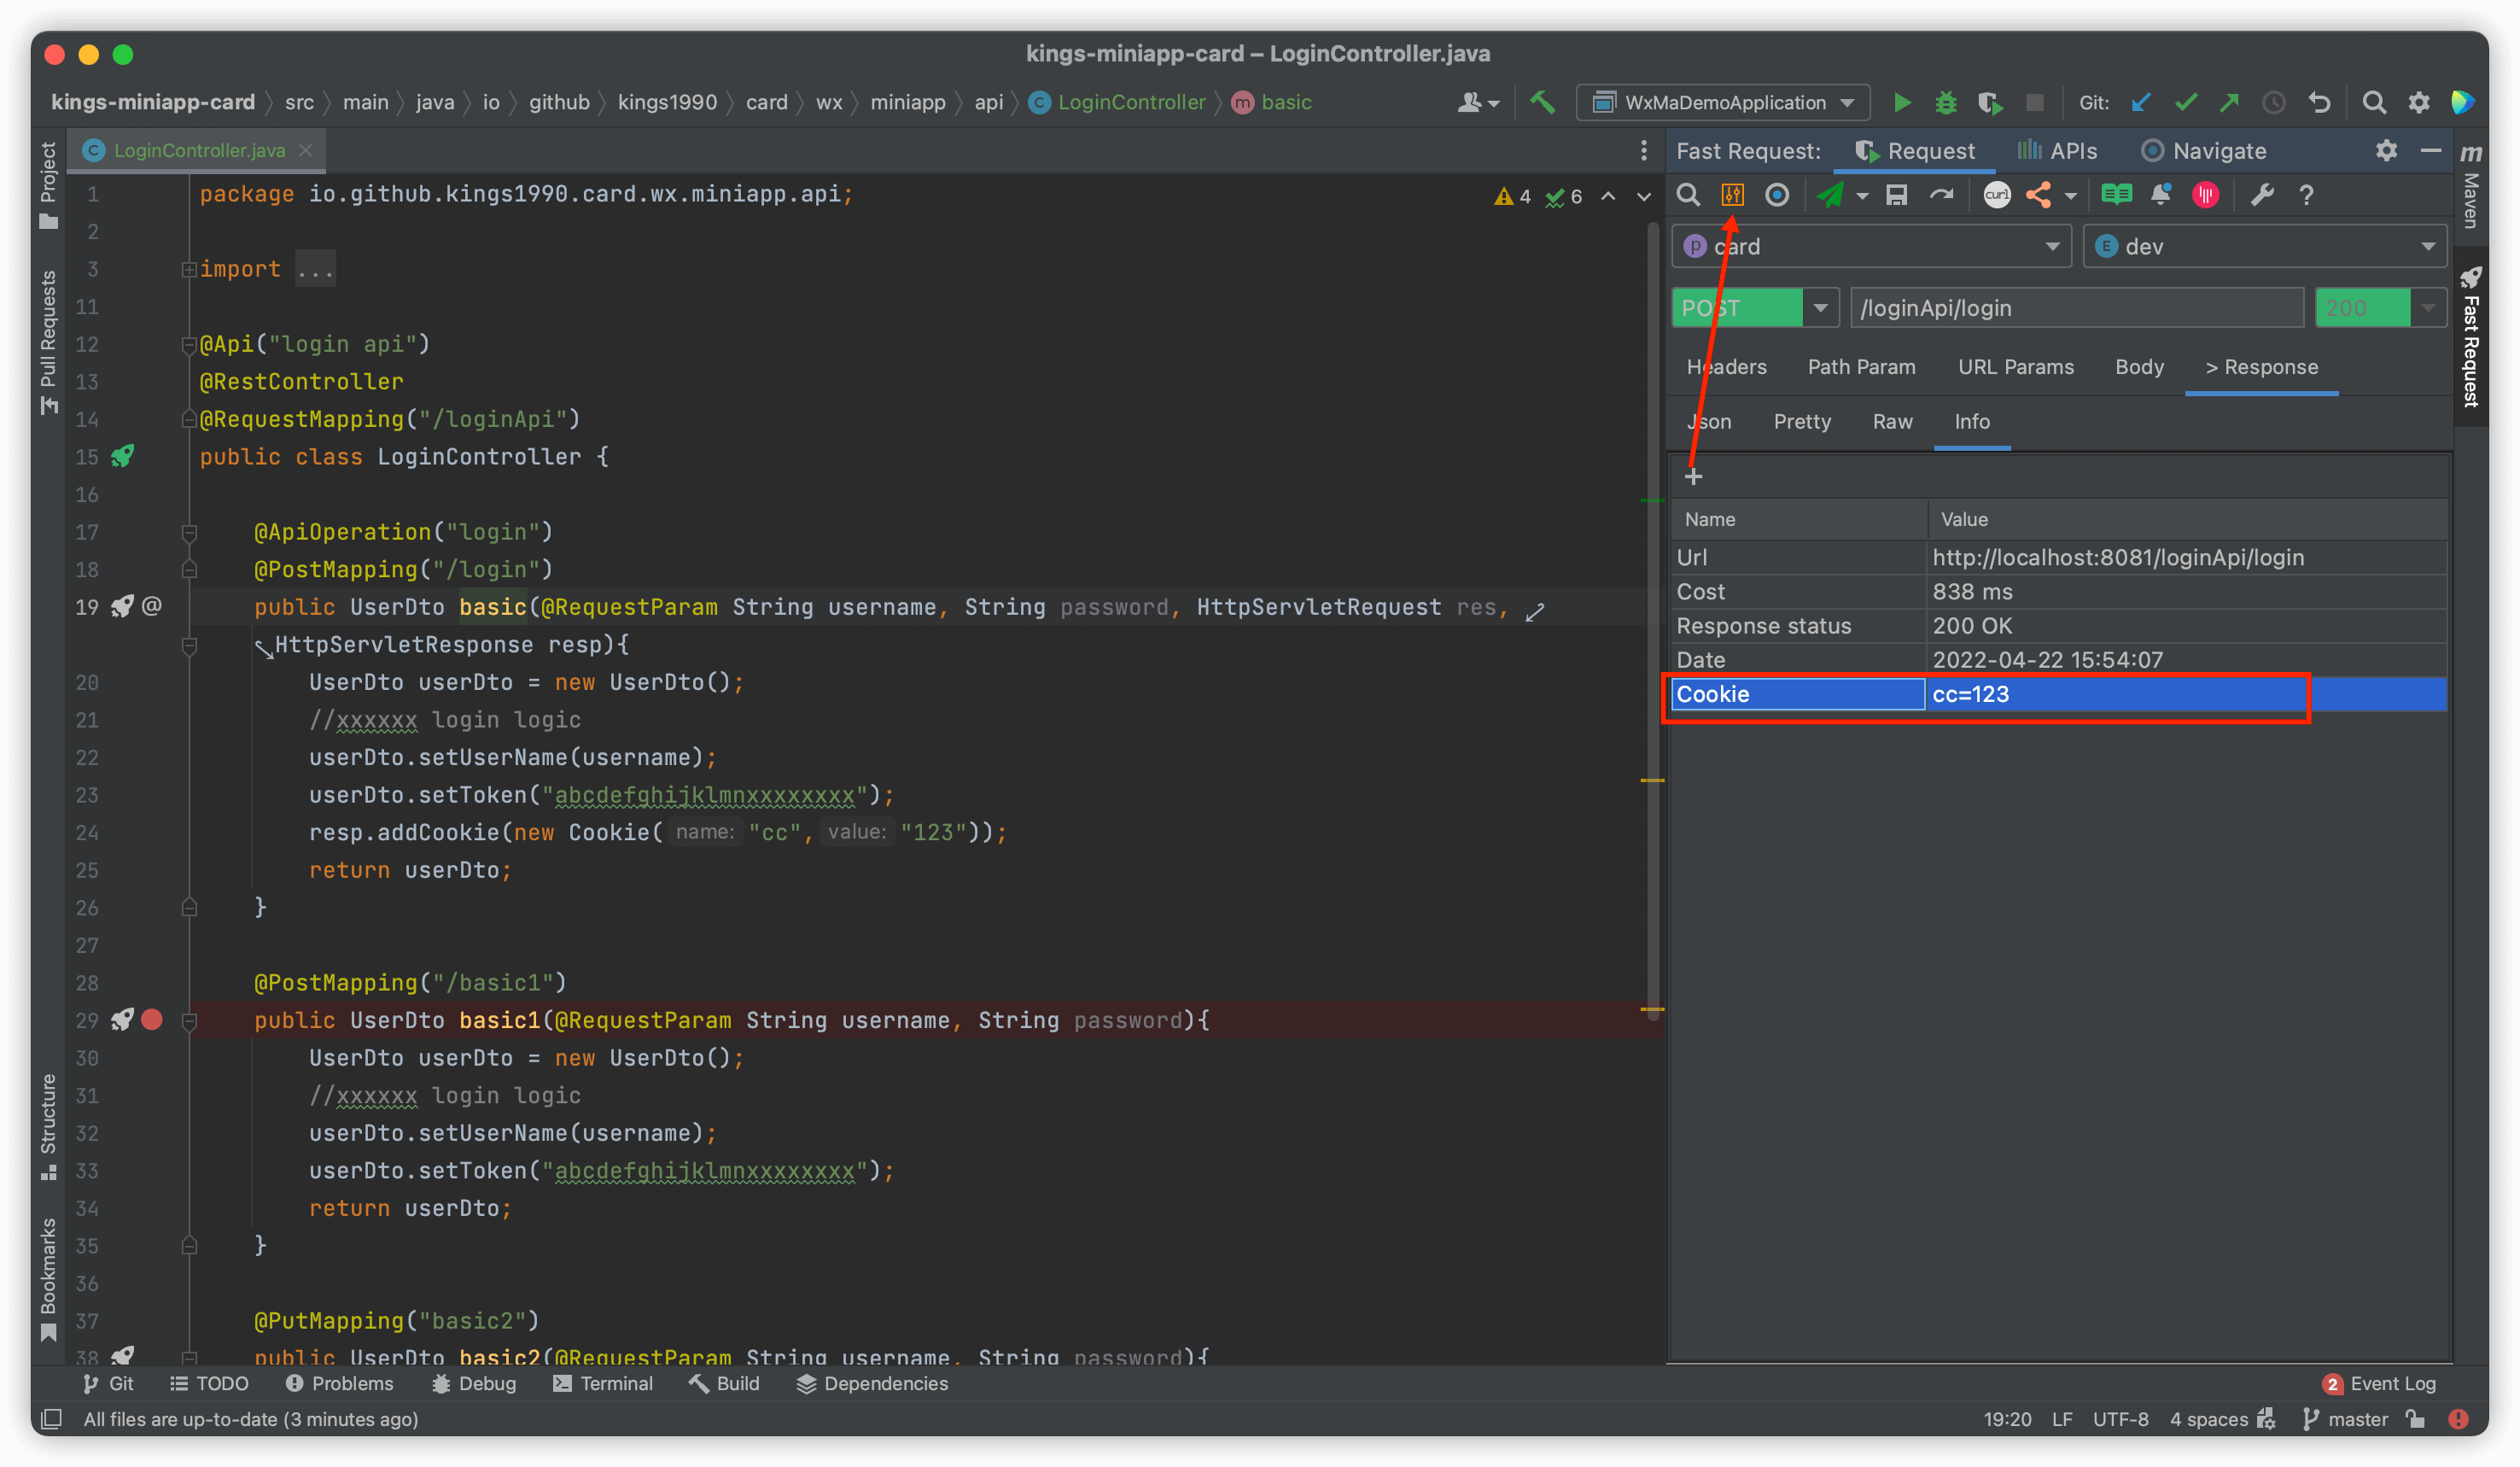 kings-miniapp-card – LoginController.java
kings-miniapp-card src main java io github kings1990 card wx miniapp api C LoginController m basic
WxMaDemoApplication
Git:
Project
Pull Requests
Structure
Bookmarks
C LoginController.java
4 6
1 package io.github.kings1990.card.wx.miniapp.api;
2
3 import ...
11
12 @Api("login api")
13 @RestController
14 @RequestMapping("/loginApi")
15 public class LoginController {
16
17 @ApiOperation("login")
18 @PostMapping("/login")
19 @ public UserDto basic(@RequestParam String username, String password, HttpServletRequest res,
HttpServletResponse resp){
20 UserDto userDto = new UserDto();
21 //xxxxxx login logic
22 userDto.setUserName(username);
23 userDto.setToken("abcdefghijklmnxxxxxxxx");
24 resp.addCookie(new Cookie( name: "cc", value: "123"));
25 return userDto;
26 }
27
28 @PostMapping("/basic1")
29 public UserDto basic1(@RequestParam String username, String password){
30 UserDto userDto = new UserDto();
31 //xxxxxx login logic
32 userDto.setUserName(username);
33 userDto.setToken("abcdefghijklmnxxxxxxxx");
34 return userDto;
35 }
36
37 @PutMapping("basic2")
38 public UserDto basic2(@RequestParam String username, String password){
Fast Request: Request APIs Navigate
curl ?
p card
E dev
POST /loginApi/login 200
Headers Path Param URL Params Body > Response
Json Pretty Raw Info
+
Name Value
Url http://localhost:8081/loginApi/login
Cost 838 ms
Response status 200 OK
Date 2022-04-22 15:54:07
Cookie cc=123
m Maven
Fast Request
Git TODO Problems Debug Terminal Build Dependencies
2 Event Log
All files are up-to-date (3 minutes ago)
19:20 LF UTF-8 4 spaces master